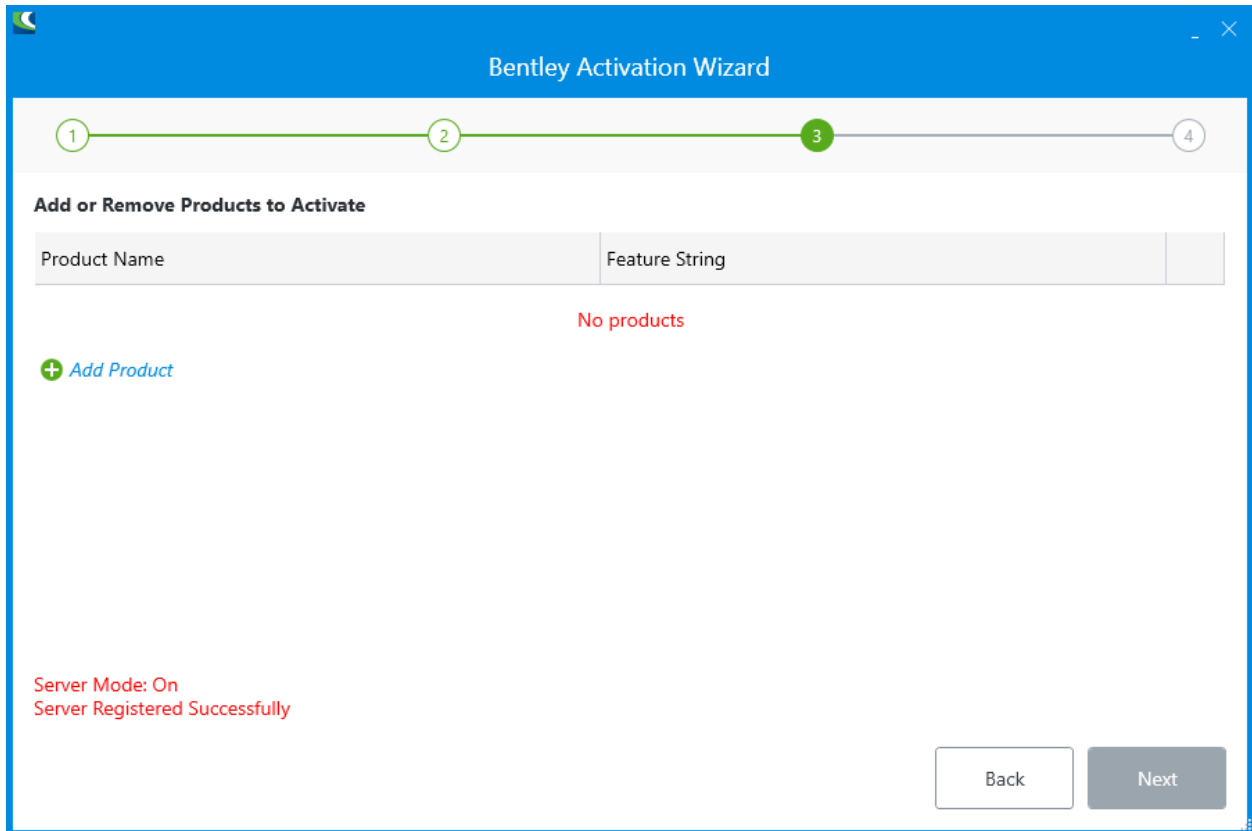 Bentley Activation Wizard
1 2 3 4
Add or Remove Products to Activate
Product Name Feature String
No products
Add Product
Server Mode: On
Server Registered Successfully
Back Next